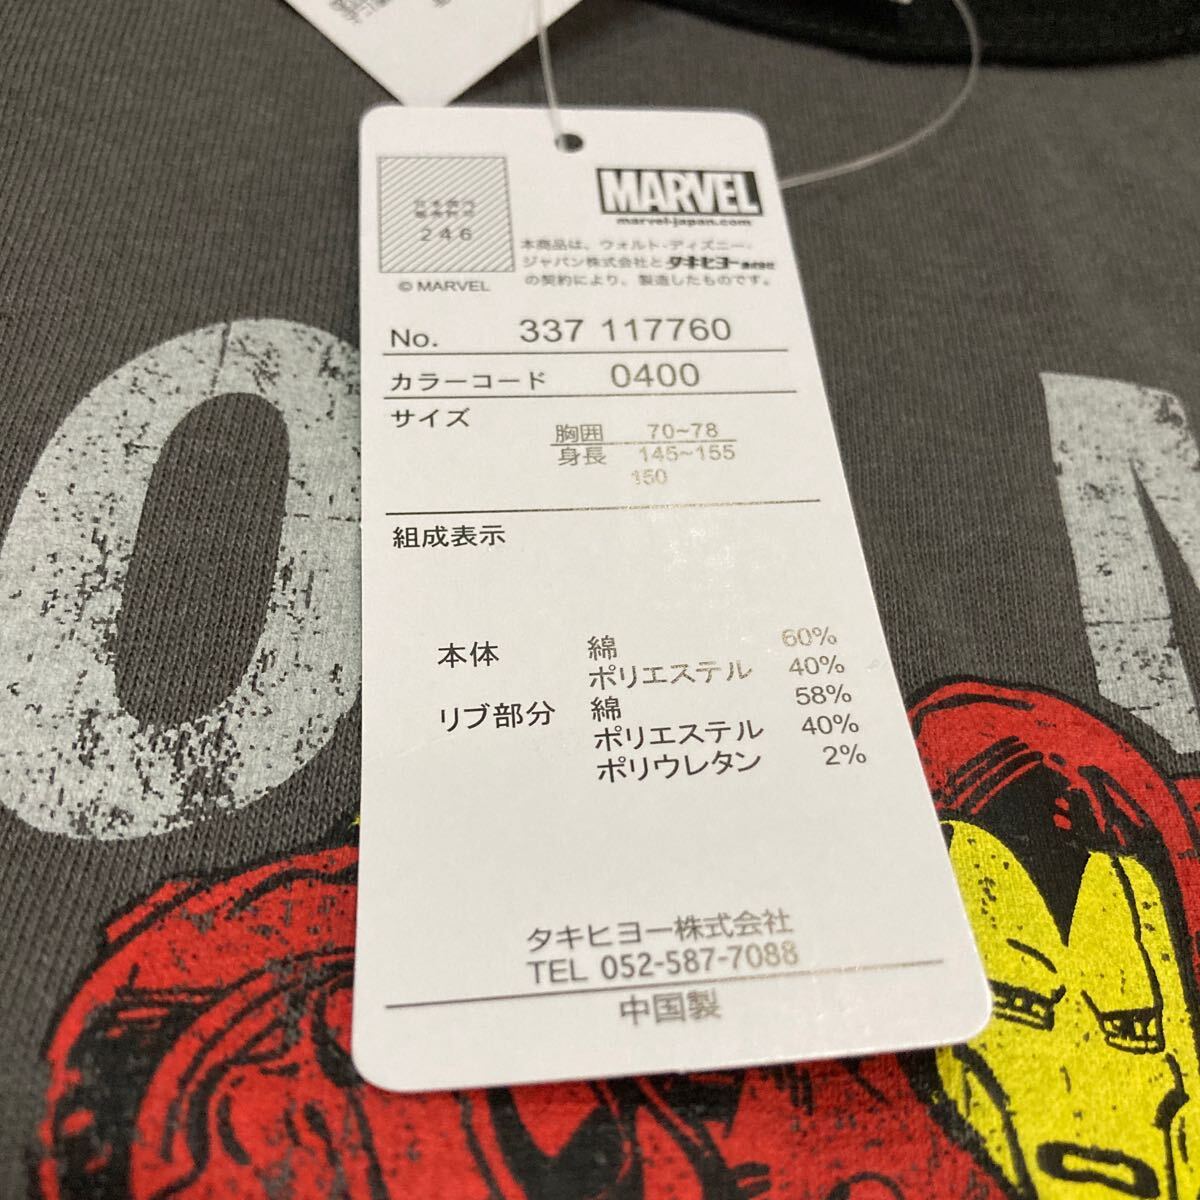 MARVEL
marvel-japan.com
246
© MARVEL
本商品は、ウォルト・ディズニー・
ジャパン株式会社とタキヒヨー株式会社
の契約により、製造したものです。
No. 337 117760
カラーコード 0400
サイズ
胸囲 70~78
身長 145~155
150
組成表示
本体 綿 60%
ポリエステル 40%
リブ部分 綿 58%
ポリエステル 40%
ポリウレタン 2%
タキヒヨー株式会社
TEL 052-587-7088
中国製